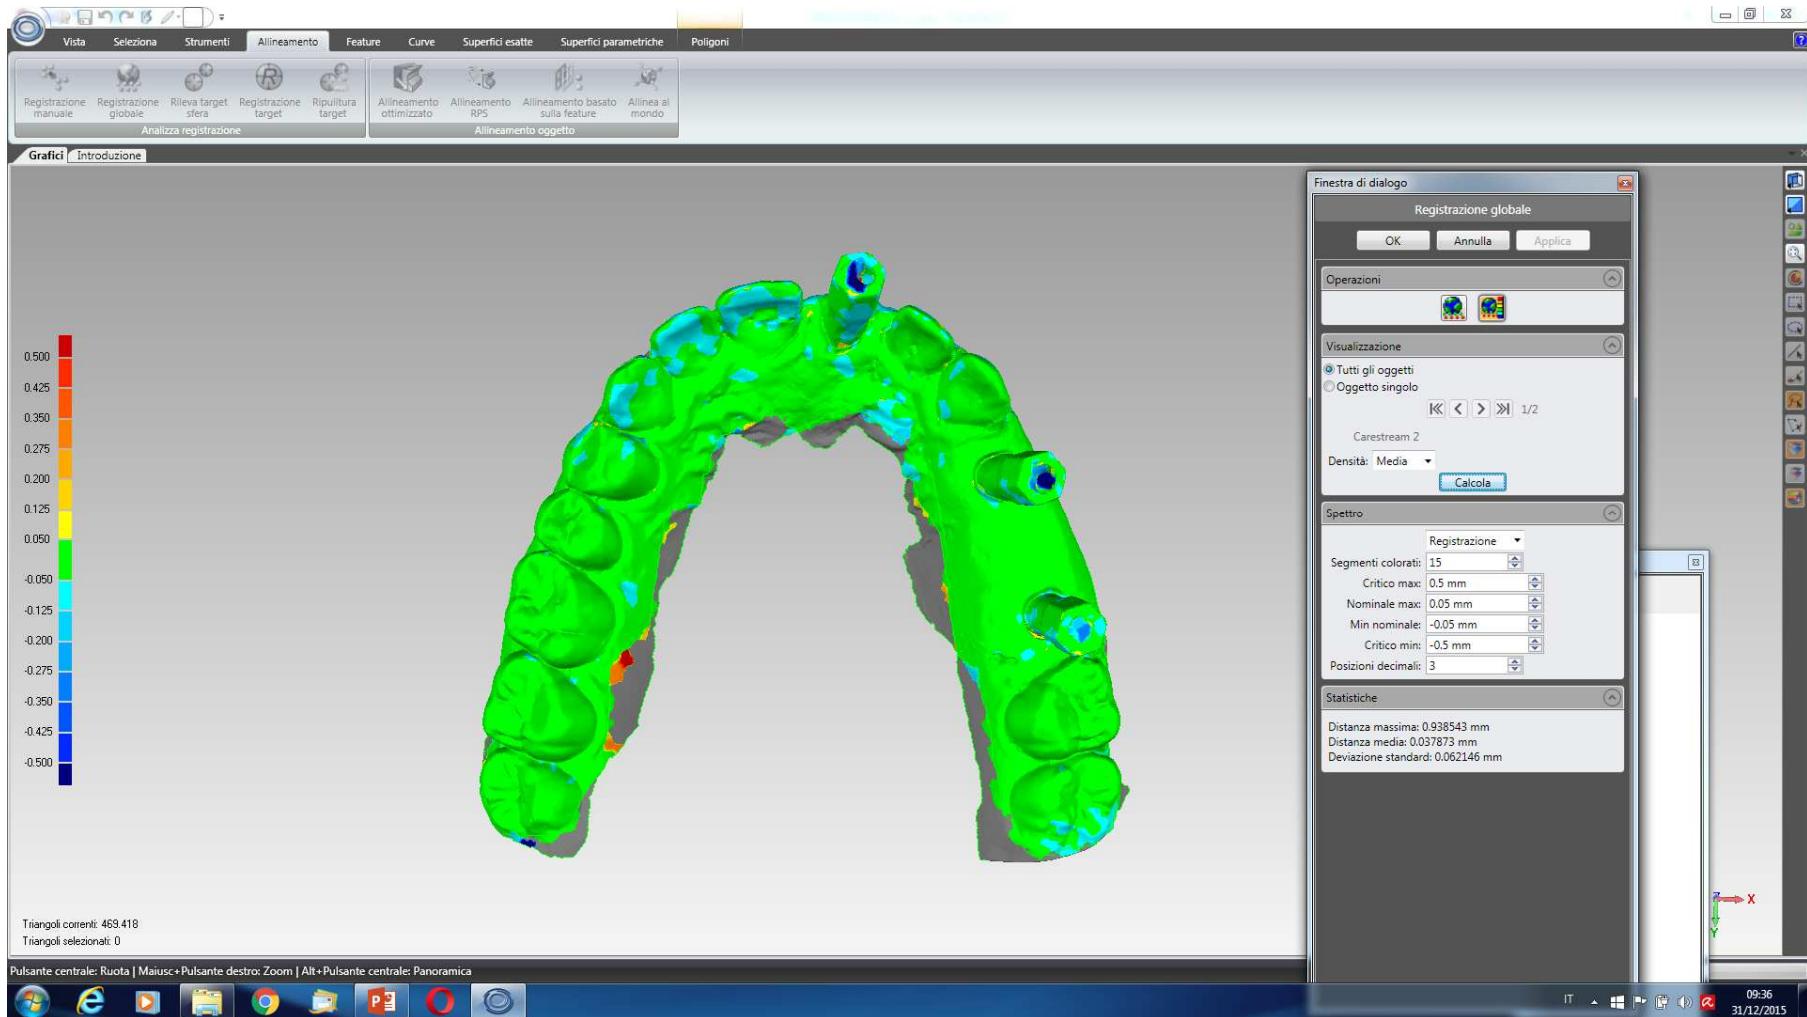 Vista Seleziona Strumenti Allineamento Feature Curve Superfici esatte Superfici parametriche Poligoni
Registrazione manuale
Registrazione globale
Rileva target sfera
Registrazione target
Ripulitura target
Allineamento ottimizzato
Allineamento RPS
Allineamento basato sulla feature
Allinea al mondo
Analizza registrazione
Allineamento oggetto
Grafici Introduzione
0.500
0.425
0.350
0.275
0.200
0.125
0.050
-0.050
-0.125
-0.200
-0.275
-0.350
-0.425
-0.500
Finestra di dialogo
Registrazione globale
OK Annulla Applica
Operazioni
Visualizzazione
Tutti gli oggetti
Oggetto singolo
1/2
Carestream 2
Densità: Media
Calcola
Spettro
Registrazione
Segmenti colorati: 15
Critico max: 0.5 mm
Nominale max: 0.05 mm
Min nominale: -0.05 mm
Critico min: -0.5 mm
Posizioni decimali: 3
Statistiche
Distanza massima: 0.938543 mm
Distanza media: 0.037873 mm
Deviazione standard: 0.062146 mm
Z
X
Y
Triangoli correnti: 469.418
Triangoli selezionati: 0
Pulsante centrale: Ruota | Maiusc+Pulsante destro: Zoom | Alt+Pulsante centrale: Panoramica
IT
09:36
31/12/2015